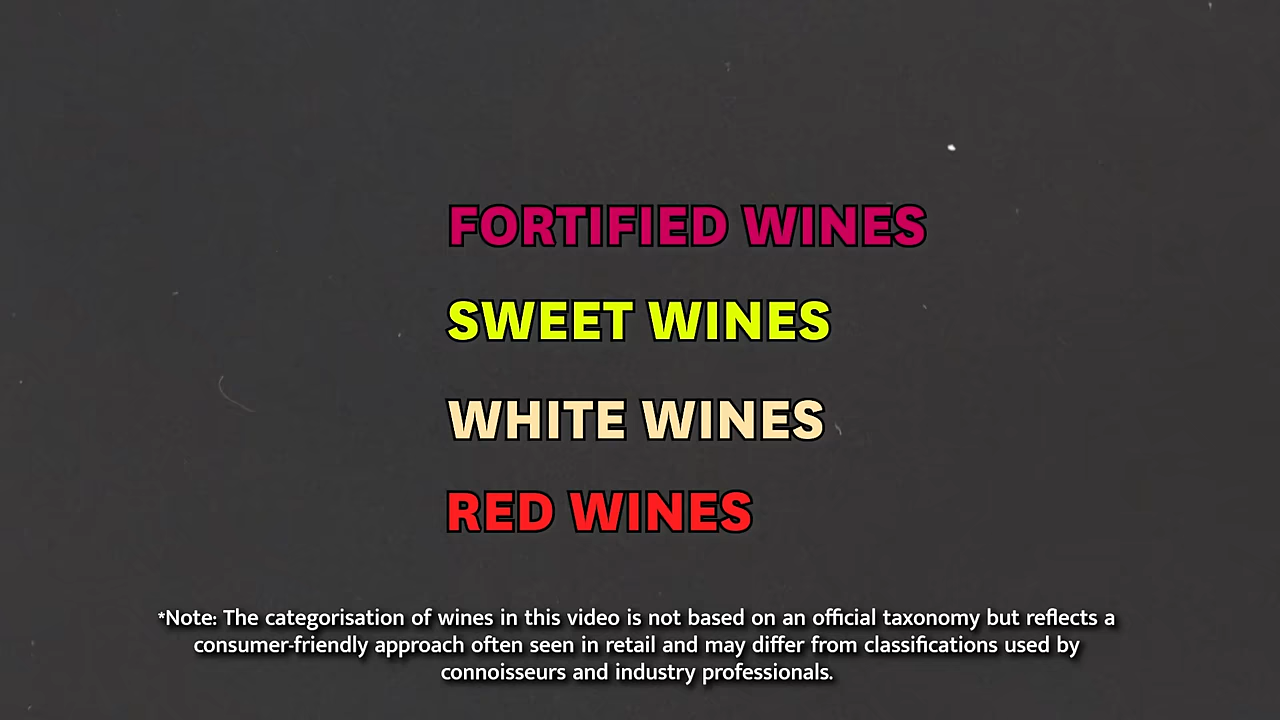 FORTIFIED WINES
SWEET WINES
WHITE WINES
RED WINES
*Note: The categorisation of wines in this video is not based on an official taxonomy but reflects a
consumer-friendly approach often seen in retail and may differ from classifications used by
connoisseurs and industry professionals.